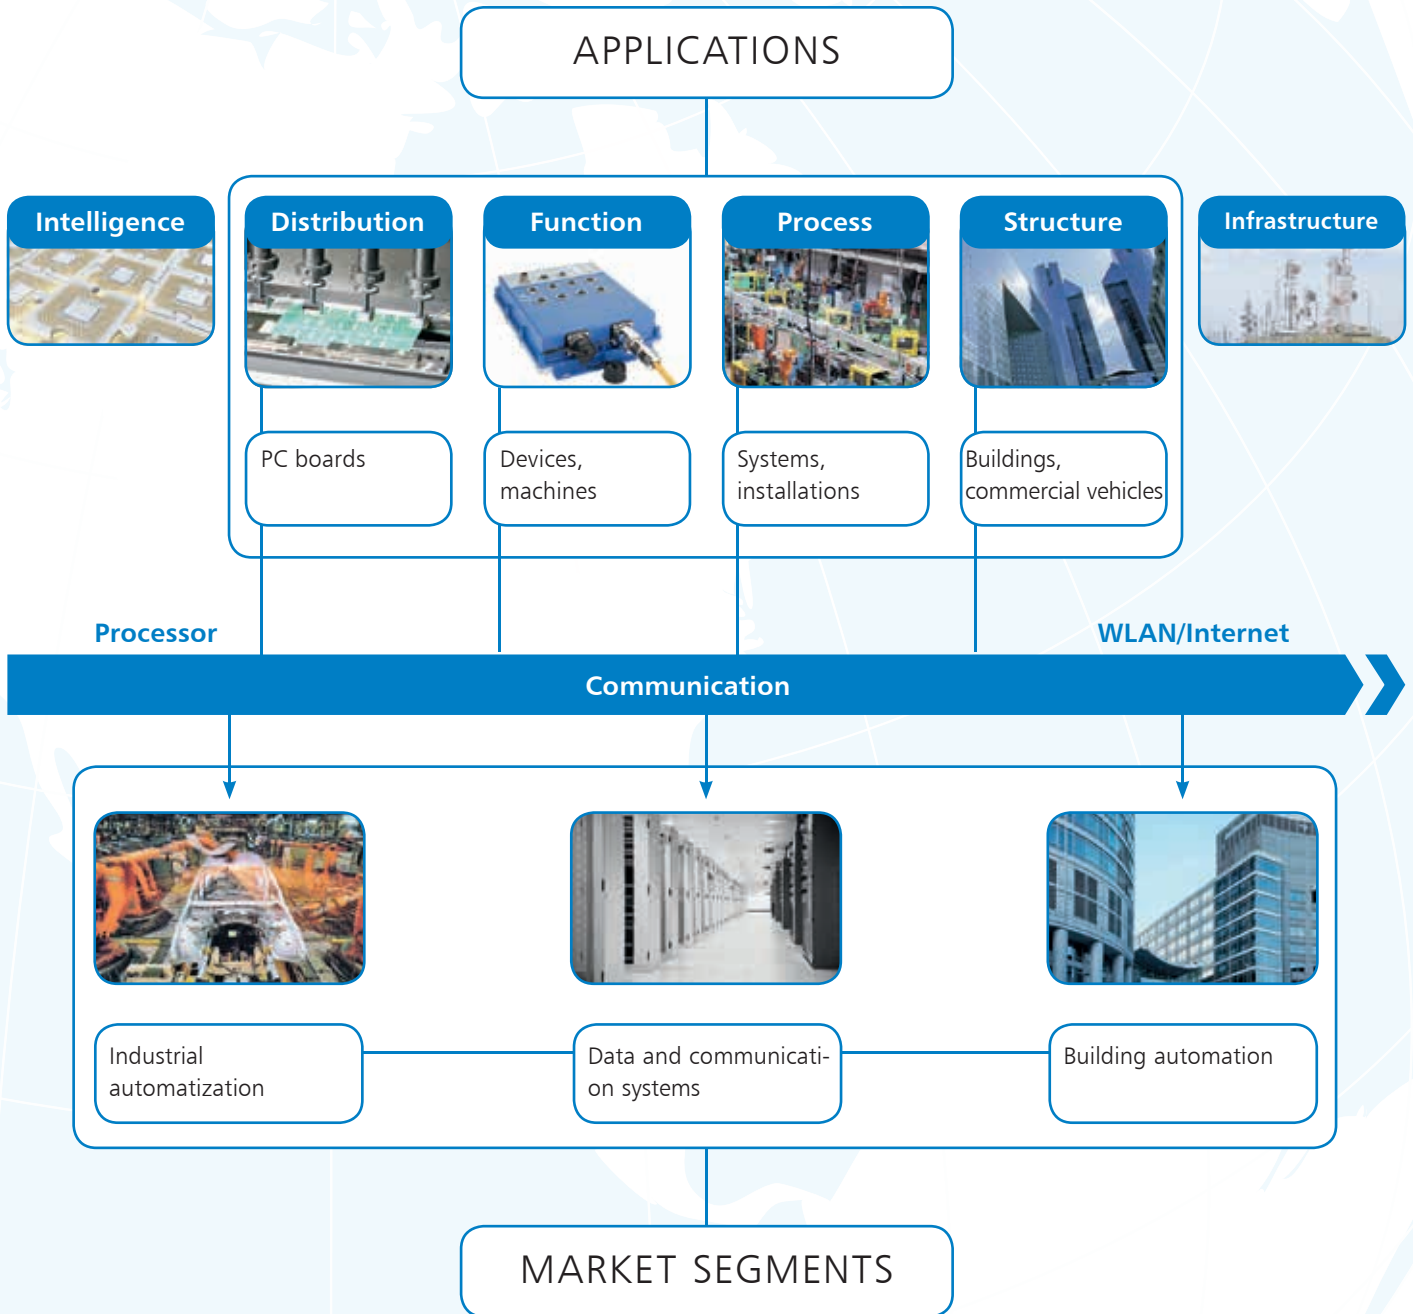 APPLICATIONS
Intelligence
Distribution
Function
Process
Structure
Infrastructure
PC boards
Devices,
machines
Systems,
installations
Buildings,
commercial vehicles
Processor
WLAN/Internet
Communication
Industrial
automatization
Data and communicati-
on systems
Building automation
MARKET SEGMENTS